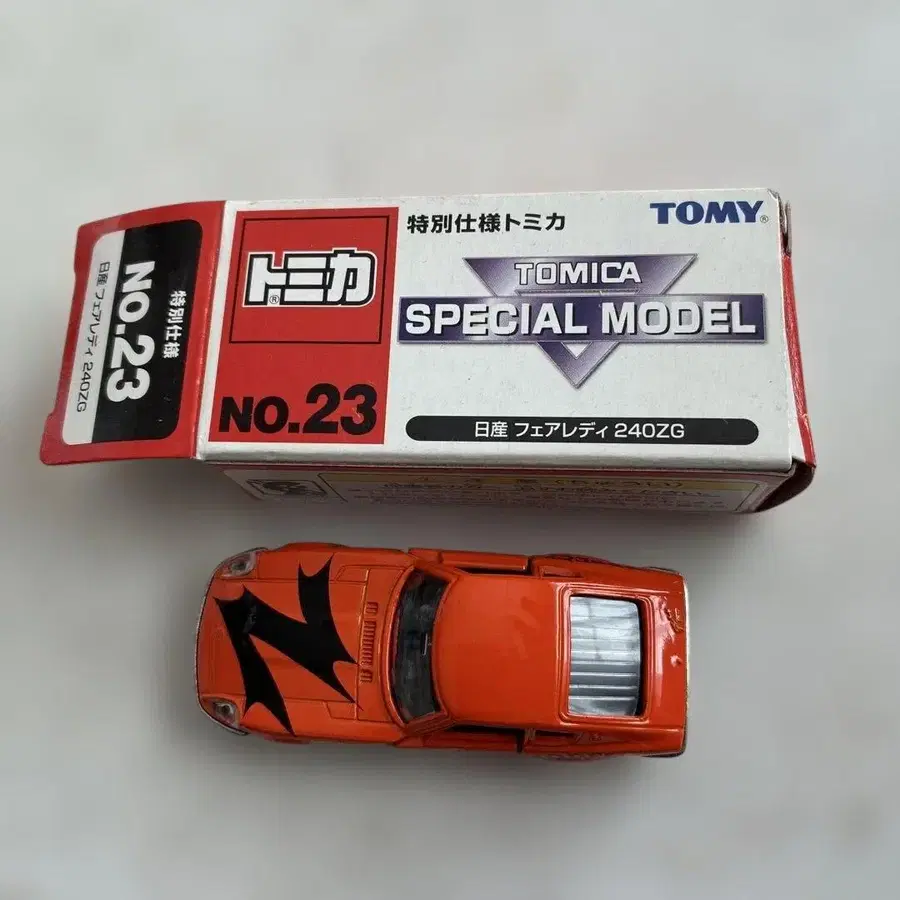 特別仕様
NO.23
日産 フェアレディ 240ZG
トミカ®
NO.23
特別仕様トミカ
TOMY®
TOMICA
SPECIAL MODEL
日産 フェアレディ 240ZG
Z